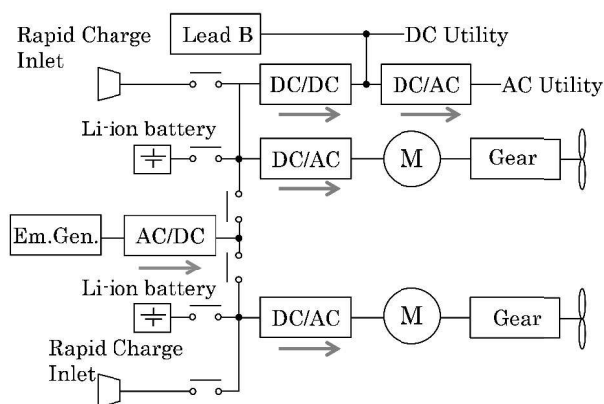 Rapid Charge
Inlet
Lead B
DC Utility
DC/DC
DC/AC
AC Utility
Li-ion battery
DC/AC
M
Gear
Em.Gen.
AC/DC
Li-ion battery
DC/AC
M
Gear
Rapid Charge
Inlet